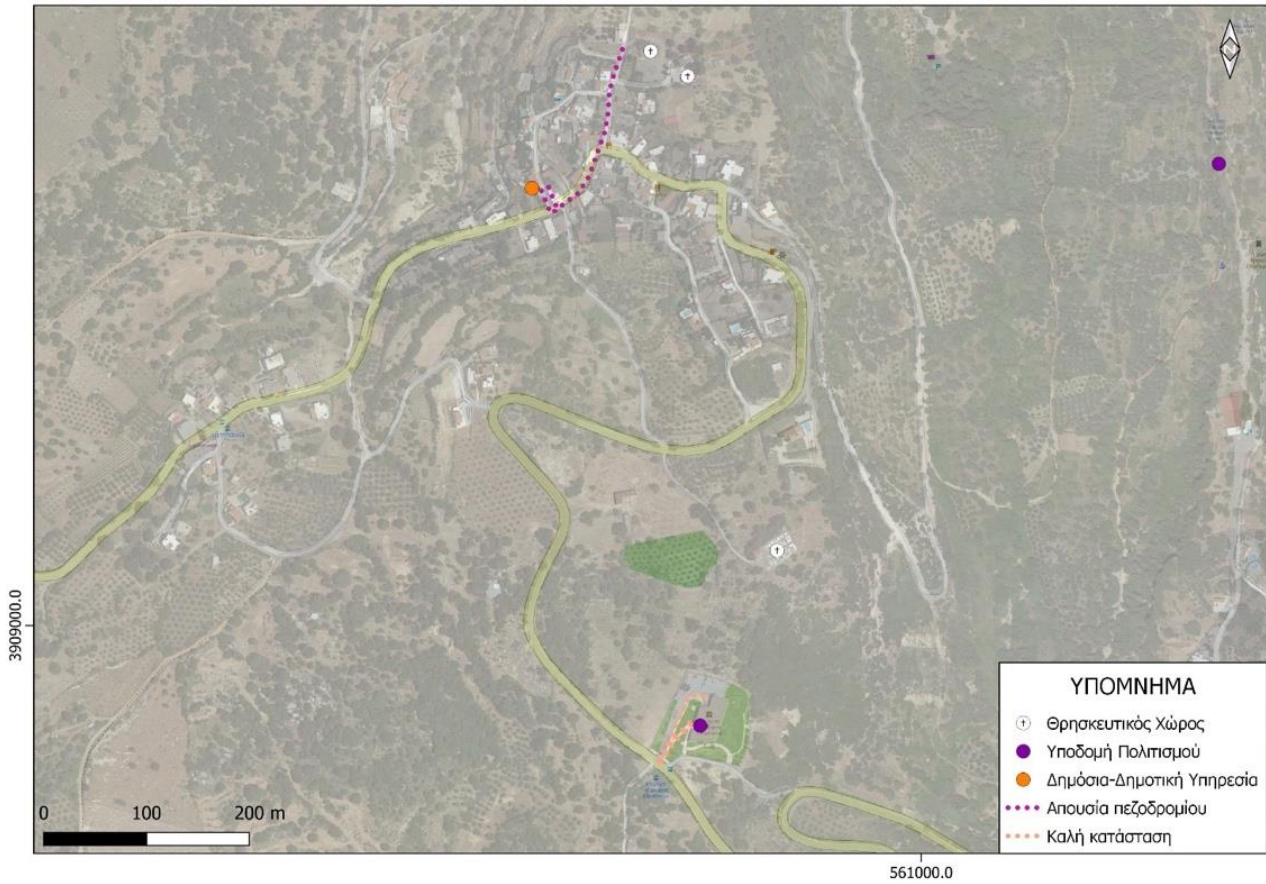 N
3909000.0
ΥΠΟΜΝΗΜΑ
Θρησκευτικός Χώρος
Υποδομή Πολιτισμού
Δημόσια-Δημοτική Υπηρεσία
Απουσία πεζοδρομίου
Καλή κατάσταση
0 100 200 m
561000.0